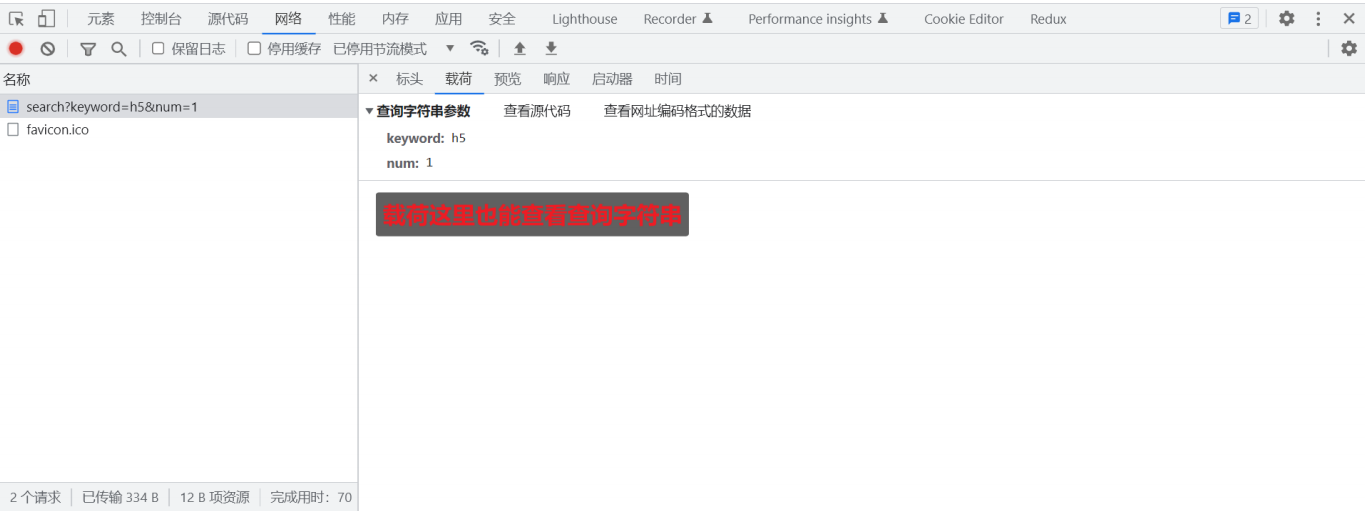 元素 控制台 源代码 网络 性能 内存 应用 安全 Lighthouse Recorder Performance insights Cookie Editor Redux 2
保留日志 停用缓存 已停用节流模式
名称
标头 载荷 预览 响应 启动器 时间
search?keyword=h5&num=1
favicon.ico
查询字符串参数 查看源代码 查看网址编码格式的数据
keyword: h5
num: 1
载荷这里也能查看查询字符串
2 个请求 已传输 334 B 12 B 项资源 完成用时：70